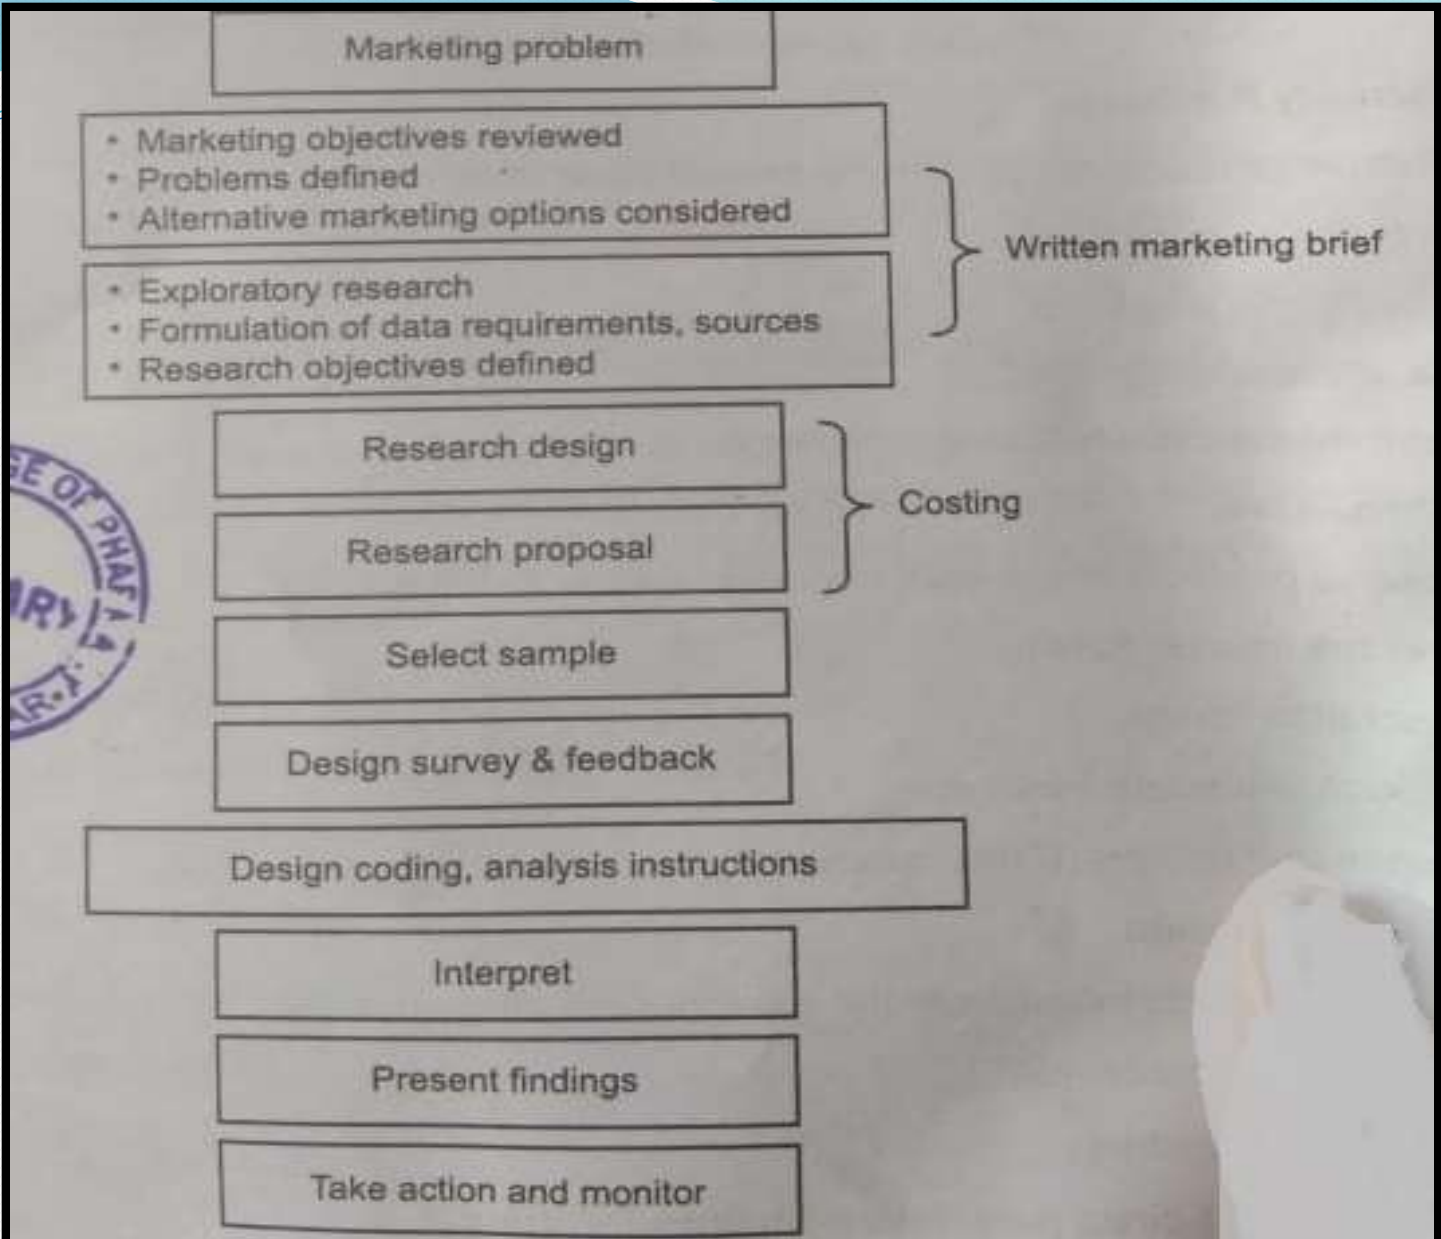 Marketing problem
• Marketing objectives reviewed
• Problems defined
• Alternative marketing options considered
Written marketing brief
• Exploratory research
• Formulation of data requirements, sources
• Research objectives defined
Research design
Costing
Research proposal
Select sample
Design survey & feedback
Design coding, analysis instructions
Interpret
Present findings
Take action and monitor
OF